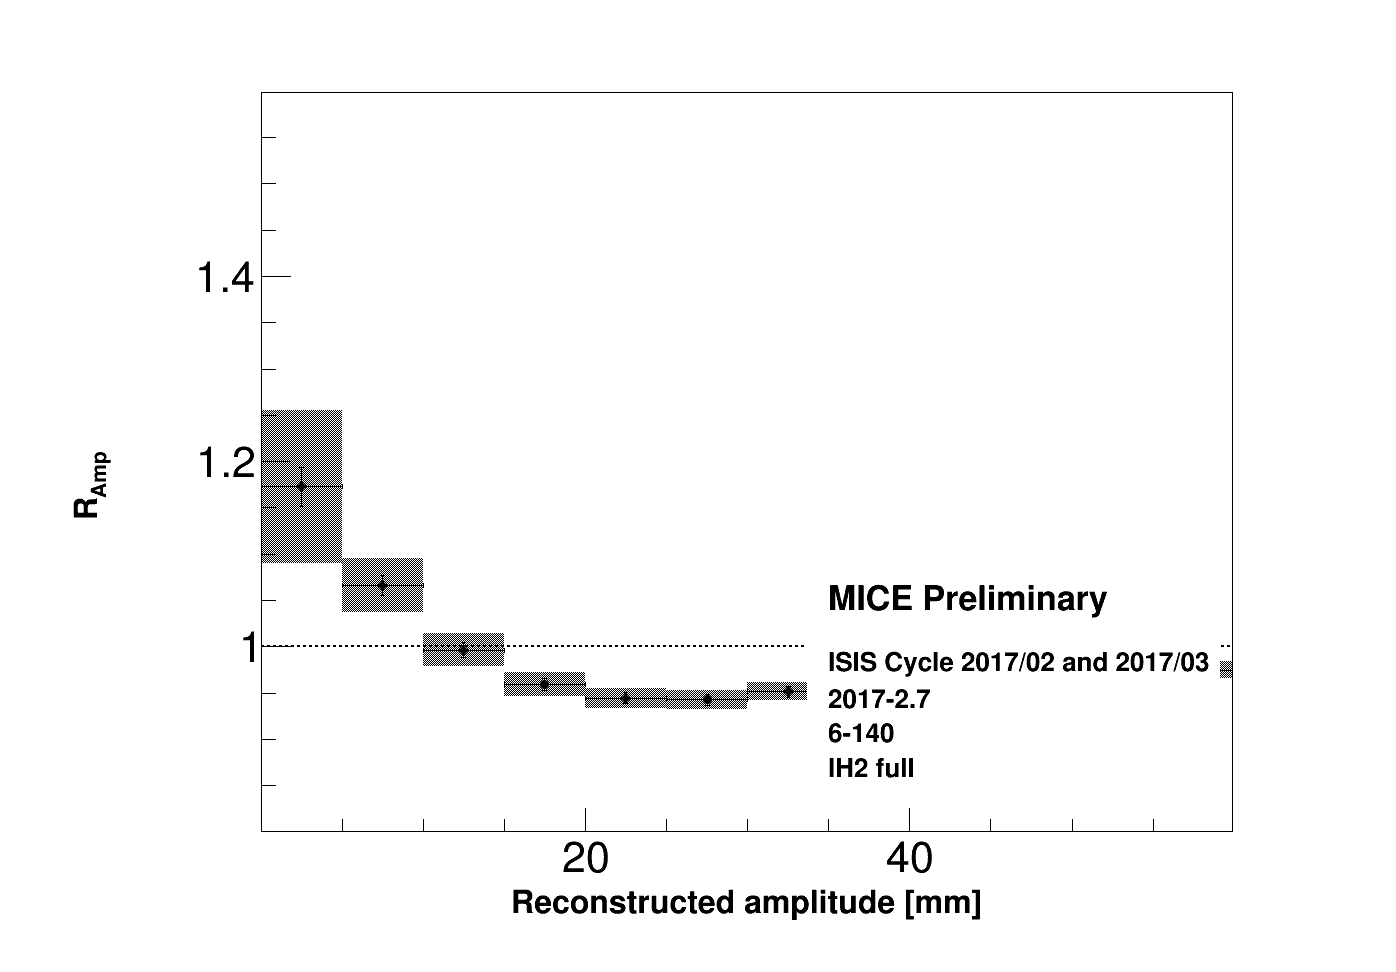 1.4
1.2
1
R_Amp
MICE Preliminary
ISIS Cycle 2017/02 and 2017/03
2017-2.7
6-140
IH2 full
20
40
Reconstructed amplitude [mm]